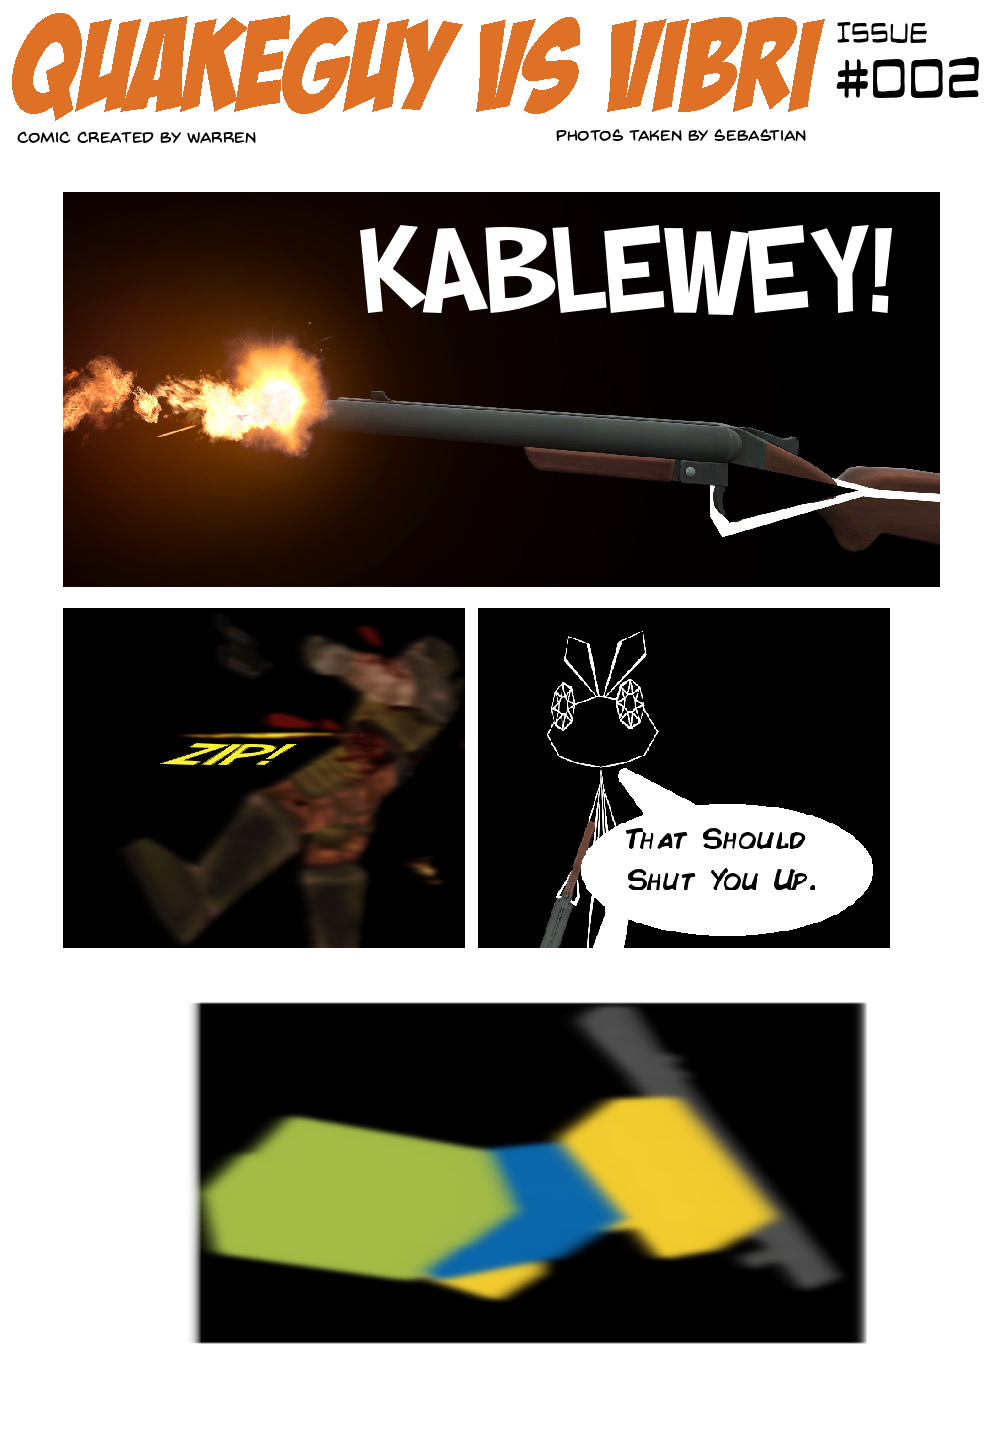 QUAKEGUY VS VIBRI
ISSUE
#002
COMIC CREATED BY WARREN
PHOTOS TAKEN BY SEBASTIAN
KABLEWEY!
ZIP!
THAT SHOULD
SHUT YOU UP.